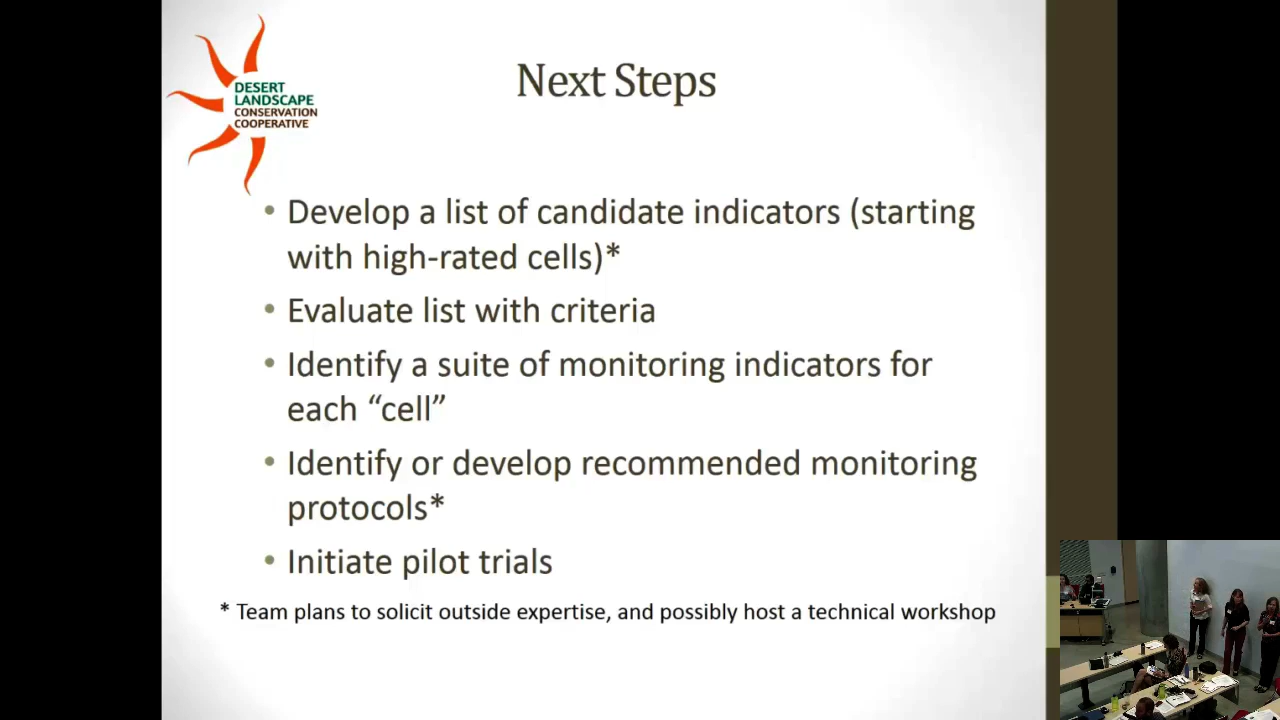 DESERT
LANDSCAPE
CONSERVATION
COOPERATIVE
Next Steps
• Develop a list of candidate indicators (starting
with high-rated cells)*
• Evaluate list with criteria
• Identify a suite of monitoring indicators for
each “cell”
• Identify or develop recommended monitoring
protocols*
• Initiate pilot trials
* Team plans to solicit outside expertise, and possibly host a technical workshop